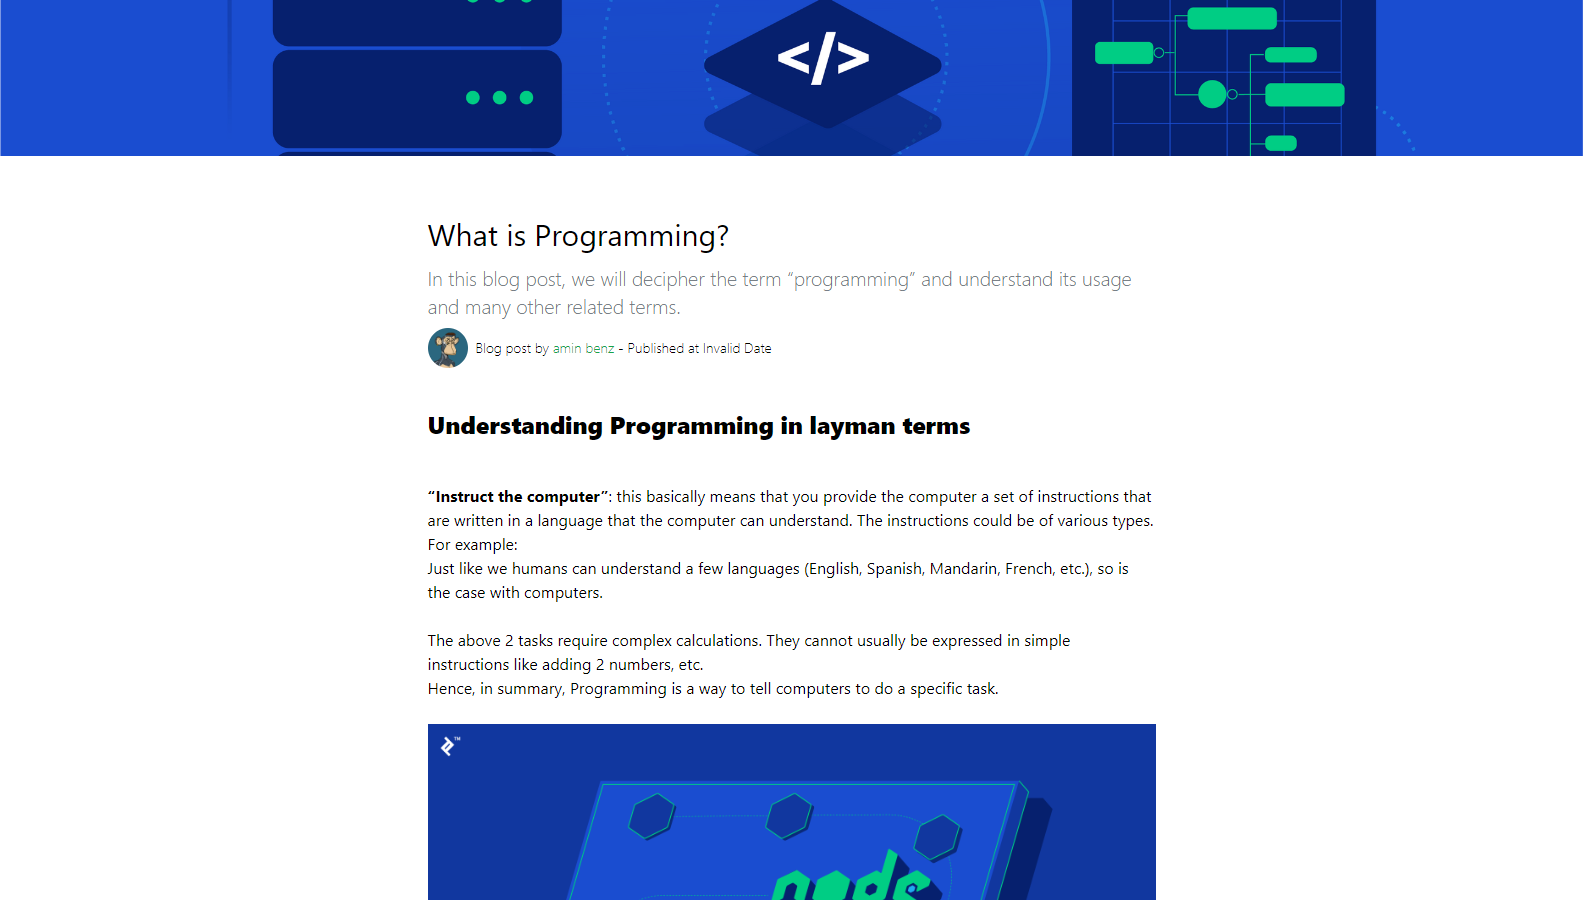 </>
What is Programming?
In this blog post, we will decipher the term “programming” and understand its usage
and many other related terms.
Blog post by amin benz - Published at Invalid Date
Understanding Programming in layman terms
“Instruct the computer”: this basically means that you provide the computer a set of instructions that
are written in a language that the computer can understand. The instructions could be of various types.
For example:
Just like we humans can understand a few languages (English, Spanish, Mandarin, French, etc.), so is
the case with computers.
The above 2 tasks require complex calculations. They cannot usually be expressed in simple
instructions like adding 2 numbers, etc.
Hence, in summary, Programming is a way to tell computers to do a specific task.
TM
node